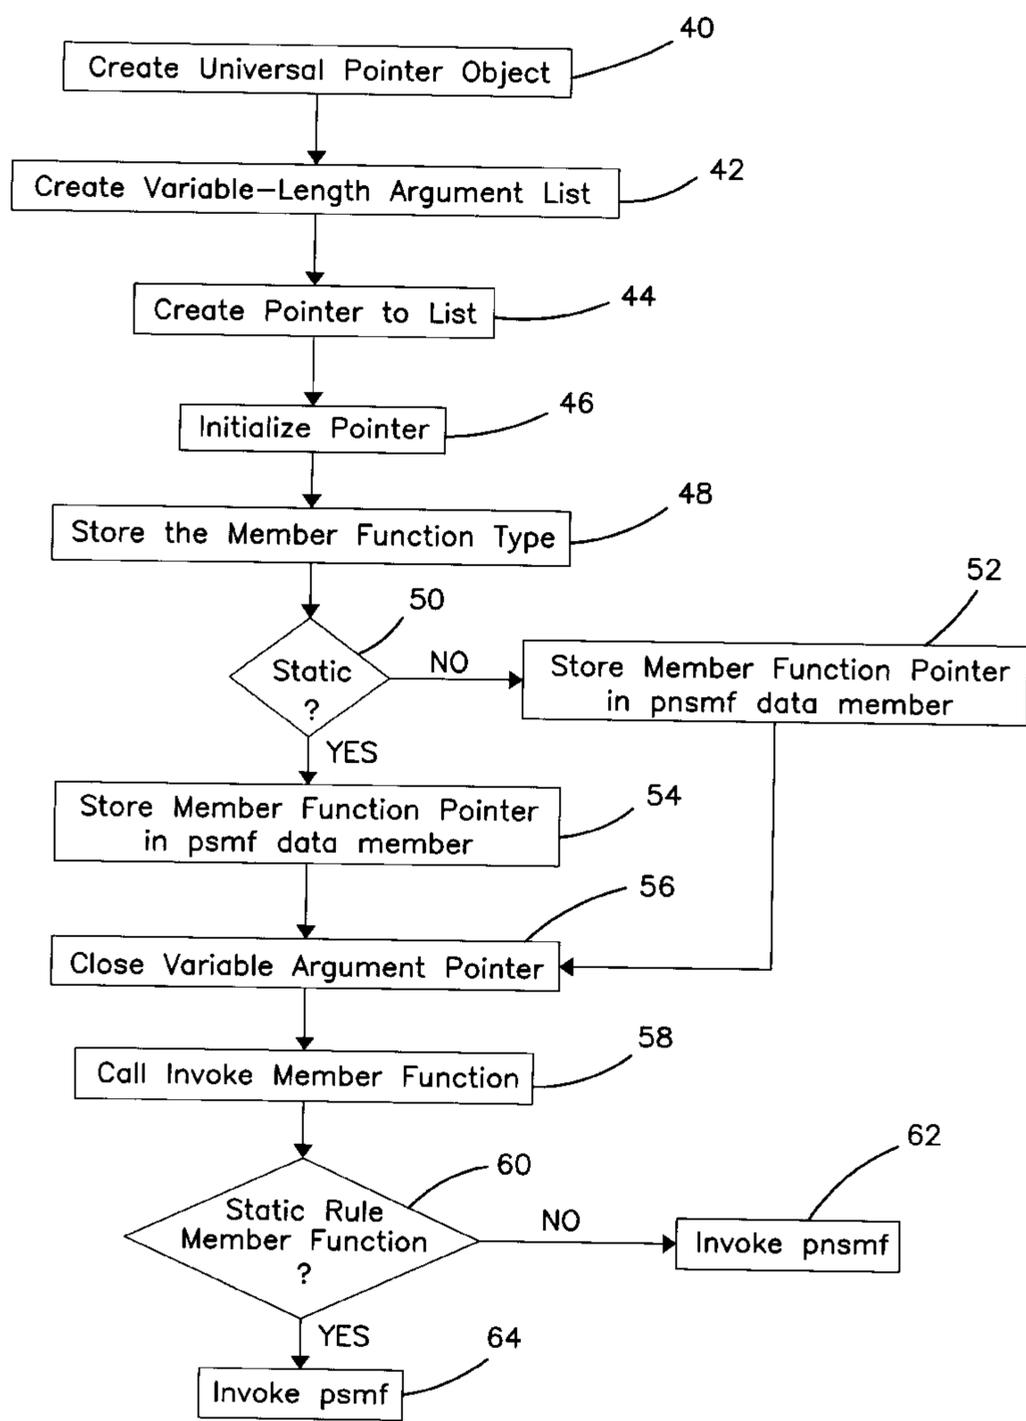 40
Create Universal Pointer Object
42
Create Variable-Length Argument List
44
Create Pointer to List
46
Initialize Pointer
48
Store the Member Function Type
50
52
Static
?
NO
Store Member Function Pointer
in pnsmf data member
YES
54
Store Member Function Pointer
in psmf data member
56
Close Variable Argument Pointer
58
Call Invoke Member Function
60
62
Static Rule
Member Function
?
NO
Invoke pnsmf
YES
64
Invoke psmf